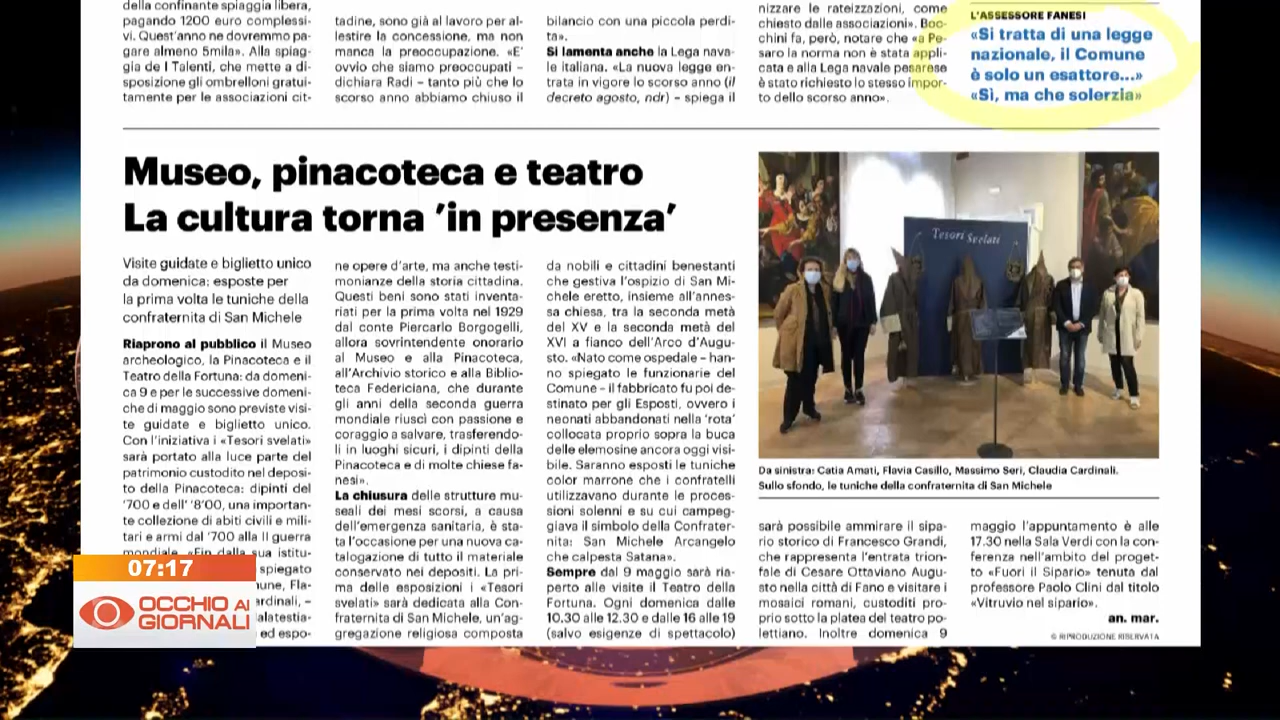 della confinante spiaggia libera,
pagando 1200 euro complessi-
vi. Quest'anno ne dovremmo pa-
gare almeno 5mila». Alla spiag-
gia de I Talenti, che mette a di-
sposizione gli ombrelloni gratui-
tamente per le associazioni cit-
tadine, sono già al lavoro per al-
lestire la concessione, ma non
manca la preoccupazione. «E'
ovvio che siamo preoccupati –
dichiara Radi – tanto più che lo
scorso anno abbiamo chiuso il
bilancio con una piccola perdi-
ta».
Si lamenta anche la Lega nava-
le italiana. «La nuova legge en-
trata in vigore lo scorso anno (il
decreto agosto, ndr) – spiega il
nizzare le rateizzazioni, come
chiesto dalle associazioni». Boc-
chini fa, però, notare che «a Pe-
saro la norma non è stata appli-
cata e alla Lega navale pesarese
è stato richiesto lo stesso impor-
to dello scorso anno».
L'ASSESSORE FANESI
«Si tratta di una legge
nazionale, il Comune
è solo un esattore...»
«Sì, ma che solerzia»
Museo, pinacoteca e teatro
La cultura torna 'in presenza'
Visite guidate e biglietto unico
da domenica: esposte per
la prima volta le tuniche della
confraternita di San Michele
Riaprono al pubblico il Museo
archeologico, la Pinacoteca e il
Teatro della Fortuna: da domeni-
ca 9 e per le successive domeni-
che di maggio sono previste visi-
te guidate e biglietto unico.
Con l'iniziativa i «Tesori svelati»
sarà portato alla luce parte del
patrimonio custodito nel deposi-
to della Pinacoteca: dipinti del
'700 e dell' '8'00, una importan-
te collezione di abiti civili e mili-
tari e armi dal '700 alla II guerra
mondiale. «Fin dalla sua istitu-
spiegato
mune, Fla-
ardinali, –
alatestia-
ed espo-
ne opere d'arte, ma anche testi-
monianze della storia cittadina.
Questi beni sono stati inventa-
riati per la prima volta nel 1929
dal conte Piercarlo Borgogelli,
allora sovrintendente onorario
al Museo e alla Pinacoteca,
all'Archivio storico e alla Biblio-
teca Federiciana, che durante
gli anni della seconda guerra
mondiale riuscì con passione e
coraggio a salvare, trasferendo-
li in luoghi sicuri, i dipinti della
Pinacoteca e di molte chiese fa-
nesi».
La chiusura delle strutture mu-
seali dei mesi scorsi, a causa
dell'emergenza sanitaria, è sta-
ta l'occasione per una nuova ca-
talogazione di tutto il materiale
conservato nei depositi. La pri-
ma delle esposizioni i «Tesori
svelati» sarà dedicata alla Con-
fraternita di San Michele, un'ag-
gregazione religiosa composta
da nobili e cittadini benestanti
che gestiva l'ospizio di San Mi-
chele eretto, insieme all'annes-
sa chiesa, tra la seconda metà
del XV e la seconda metà del
XVI a fianco dell'Arco d'Augu-
sto. «Nato come ospedale – han-
no spiegato le funzionarie del
Comune – il fabbricato fu poi de-
stinato per gli Esposti, ovvero i
neonati abbandonati nella 'rota'
collocata proprio sopra la buca
delle elemosine ancora oggi visi-
bile. Saranno esposti le tuniche
color marrone che i confratelli
utilizzavano durante le proces-
sioni solenni e su cui campeg-
giava il simbolo della Confrater-
nita: San Michele Arcangelo
che calpesta Satana».
Sempre dal 9 maggio sarà ria-
perto alle visite il Teatro della
Fortuna. Ogni domenica dalle
10.30 alle 12.30 e dalle 16 alle 19
(salvo esigenze di spettacolo)
Tesori Svelati
Da sinistra: Catia Amati, Flavia Casillo, Massimo Seri, Claudia Cardinali.
Sullo sfondo, le tuniche della confraternita di San Michele
sarà possibile ammirare il sipa-
rio storico di Francesco Grandi,
che rappresenta l'entrata trion-
fale di Cesare Ottaviano Augu-
sto nella città di Fano e visitare i
mosaici romani, custoditi pro-
prio sotto la platea del teatro po-
lettiano. Inoltre domenica 9
maggio l'appuntamento è alle
17.30 nella Sala Verdi con la con-
ferenza nell'ambito del proget-
to «Fuori il Sipario» tenuta dal
professore Paolo Clini dal titolo
«Vitruvio nel sipario».
an. mar.
© RIPRODUZIONE RISERVATA
07:17
OCCHIO AI
GIORNALI